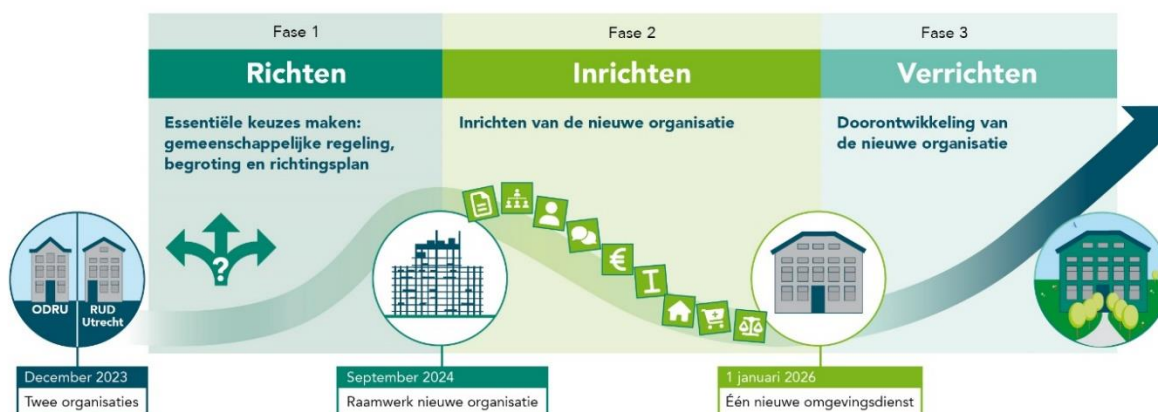 Fase 1
Fase 2
Fase 3
Richten
Inrichten
Verrichten
Essentiële keuzes maken:
gemeenschappelijke regeling,
begroting en richtingsplan
Inrichten van de nieuwe organisatie
Doorontwikkeling van
de nieuwe organisatie
?
€
ODRU
RUD
Utrecht
December 2023
Twee organisaties
September 2024
Raamwerk nieuwe organisatie
1 januari 2026
Één nieuwe omgevingsdienst